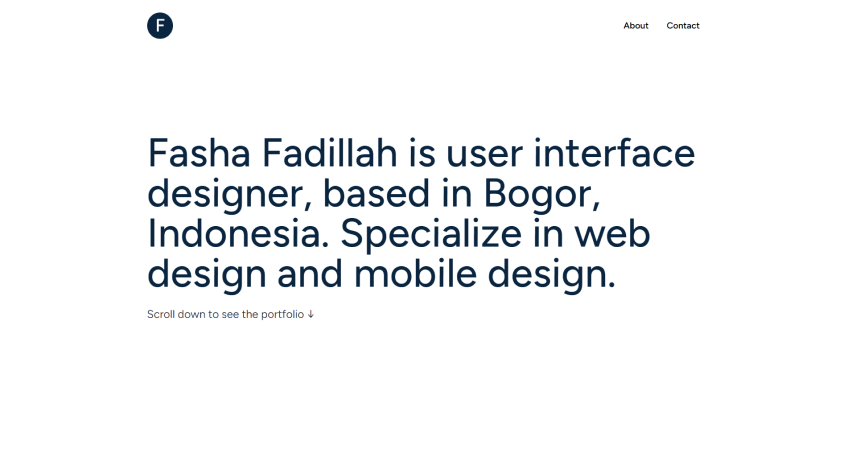 F
About Contact
Fasha Fadillah is user interface
designer, based in Bogor,
Indonesia. Specialize in web
design and mobile design.
Scroll down to see the portfolio ↓